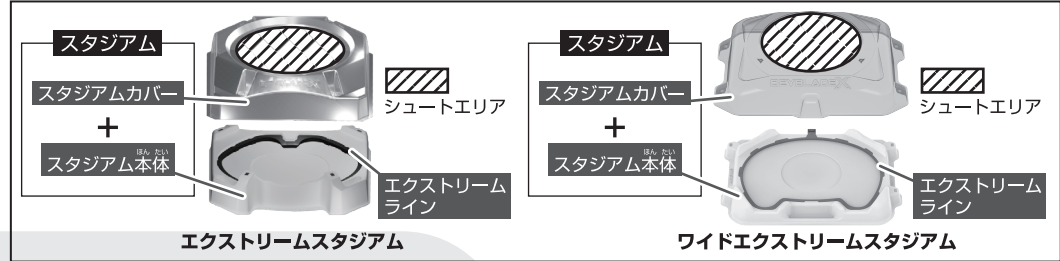 スタジアム
スタジアムカバー
+
スタジアム本体
ほん たい
シュートエリア
エクストリーム
ライン
エクストリームスタジアム
スタジアム
スタジアムカバー
+
スタジアム本体
ほん たい
シュートエリア
エクストリーム
ライン
ワイドエクストリームスタジアム